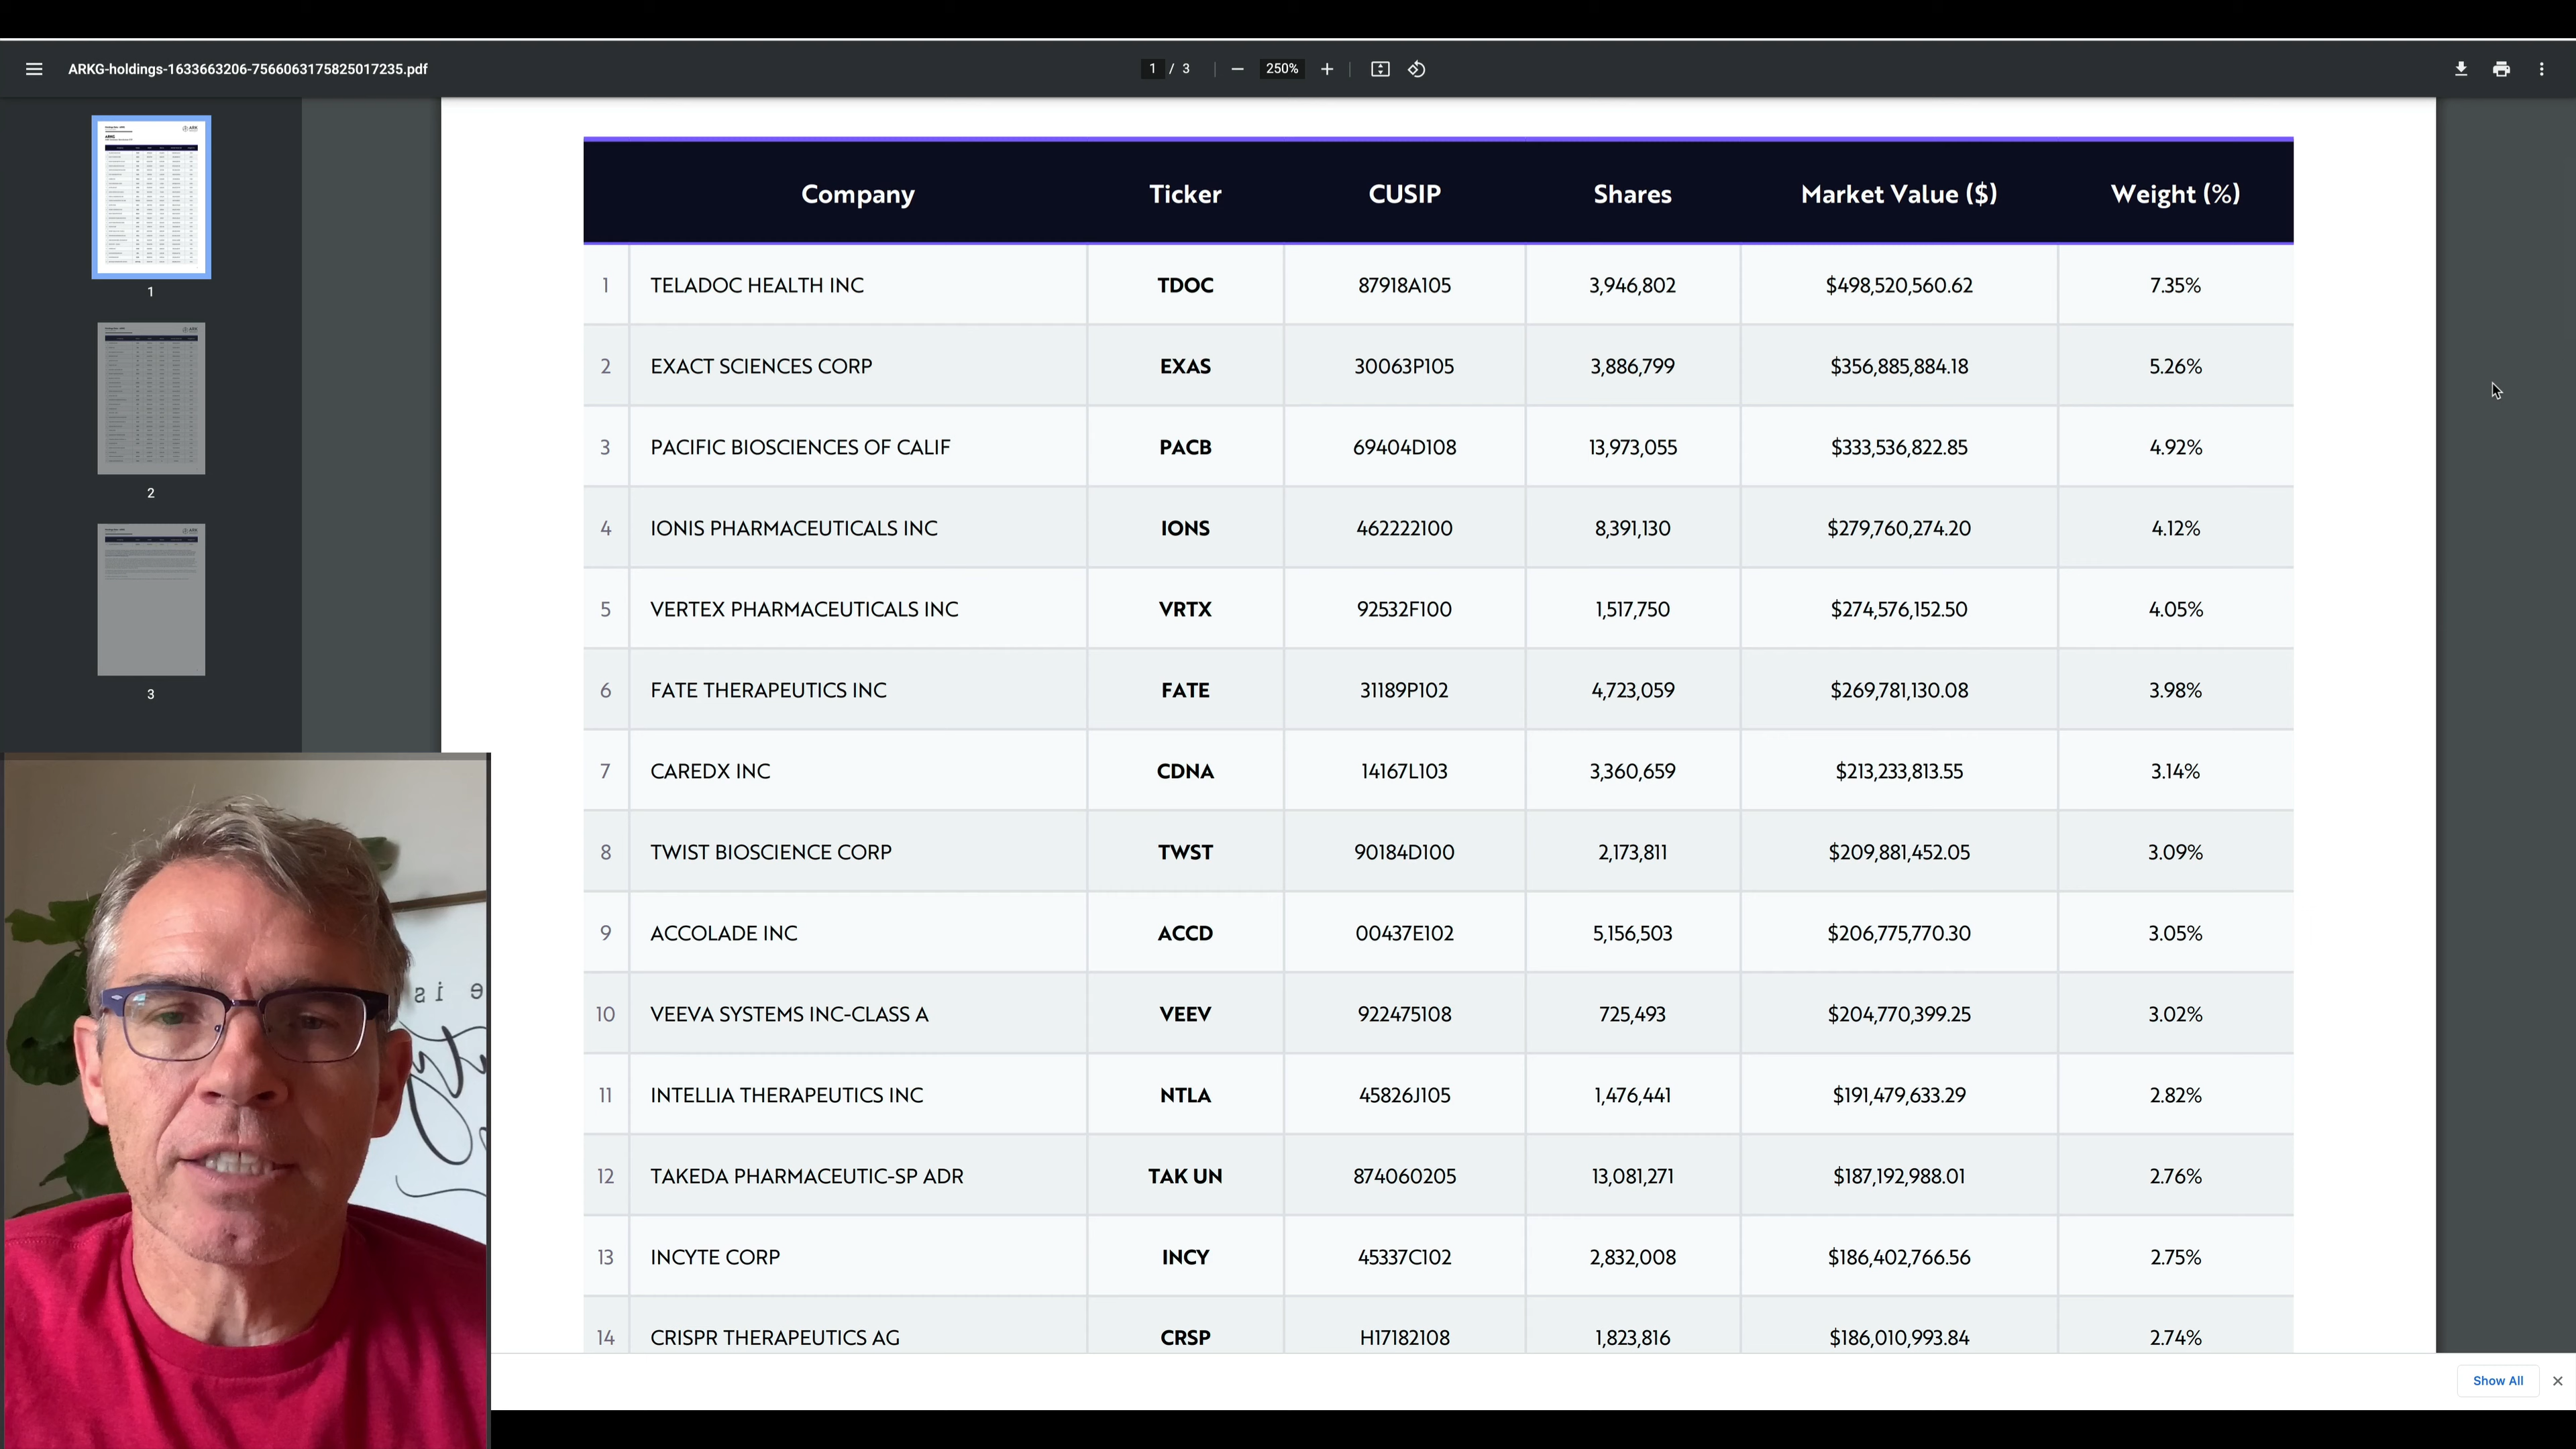 ARKG-holdings-1633663206-7566063175825017235.pdf 1 / 3 250%
Company Ticker CUSIP Shares Market Value ($) Weight (%)
1 TELADOC HEALTH INC TDOC 87918A105 3,946,802 $498,520,560.62 7.35%
2 EXACT SCIENCES CORP EXAS 30063P105 3,886,799 $356,885,884.18 5.26%
3 PACIFIC BIOSCIENCES OF CALIF PACB 69404D108 13,973,055 $333,536,822.85 4.92%
4 IONIS PHARMACEUTICALS INC IONS 462222100 8,391,130 $279,760,274.20 4.12%
5 VERTEX PHARMACEUTICALS INC VRTX 92532F100 1,517,750 $274,576,152.50 4.05%
6 FATE THERAPEUTICS INC FATE 31189P102 4,723,059 $269,781,130.08 3.98%
7 CAREDX INC CDNA 14167L103 3,360,659 $213,233,813.55 3.14%
8 TWIST BIOSCIENCE CORP TWST 90184D100 2,173,811 $209,881,452.05 3.09%
9 ACCOLADE INC ACCD 00437E102 5,156,503 $206,775,770.30 3.05%
10 VEEVA SYSTEMS INC-CLASS A VEEV 922475108 725,493 $204,770,399.25 3.02%
11 INTELLIA THERAPEUTICS INC NTLA 45826J105 1,476,441 $191,479,633.29 2.82%
12 TAKEDA PHARMACEUTIC-SP ADR TAK UN 874060205 13,081,271 $187,192,988.01 2.76%
13 INCYTE CORP INCY 45337C102 2,832,008 $186,402,766.56 2.75%
14 CRISPR THERAPEUTICS AG CRSP H17182108 1,823,816 $186,010,993.84 2.74%
1
2
3
Show All